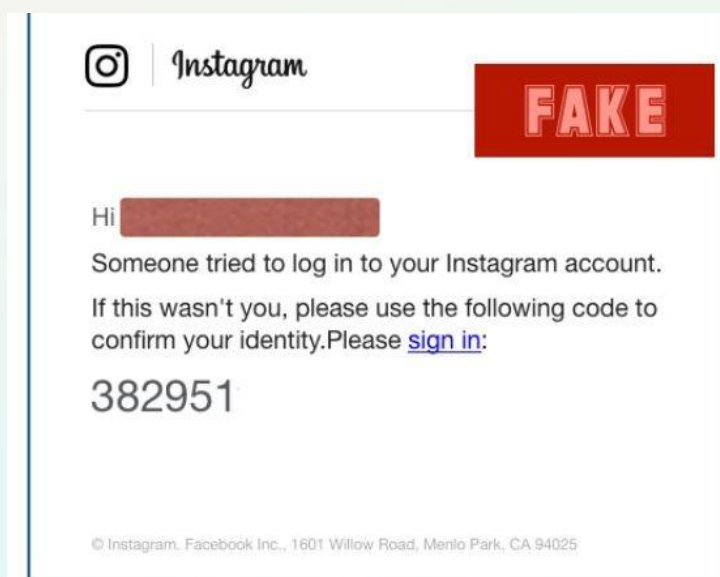 Instagram
FAKE
Hi
Someone tried to log in to your Instagram account.
If this wasn't you, please use the following code to
confirm your identity.Please sign in:
382951
© Instagram. Facebook Inc., 1601 Willow Road, Menlo Park, CA 94025